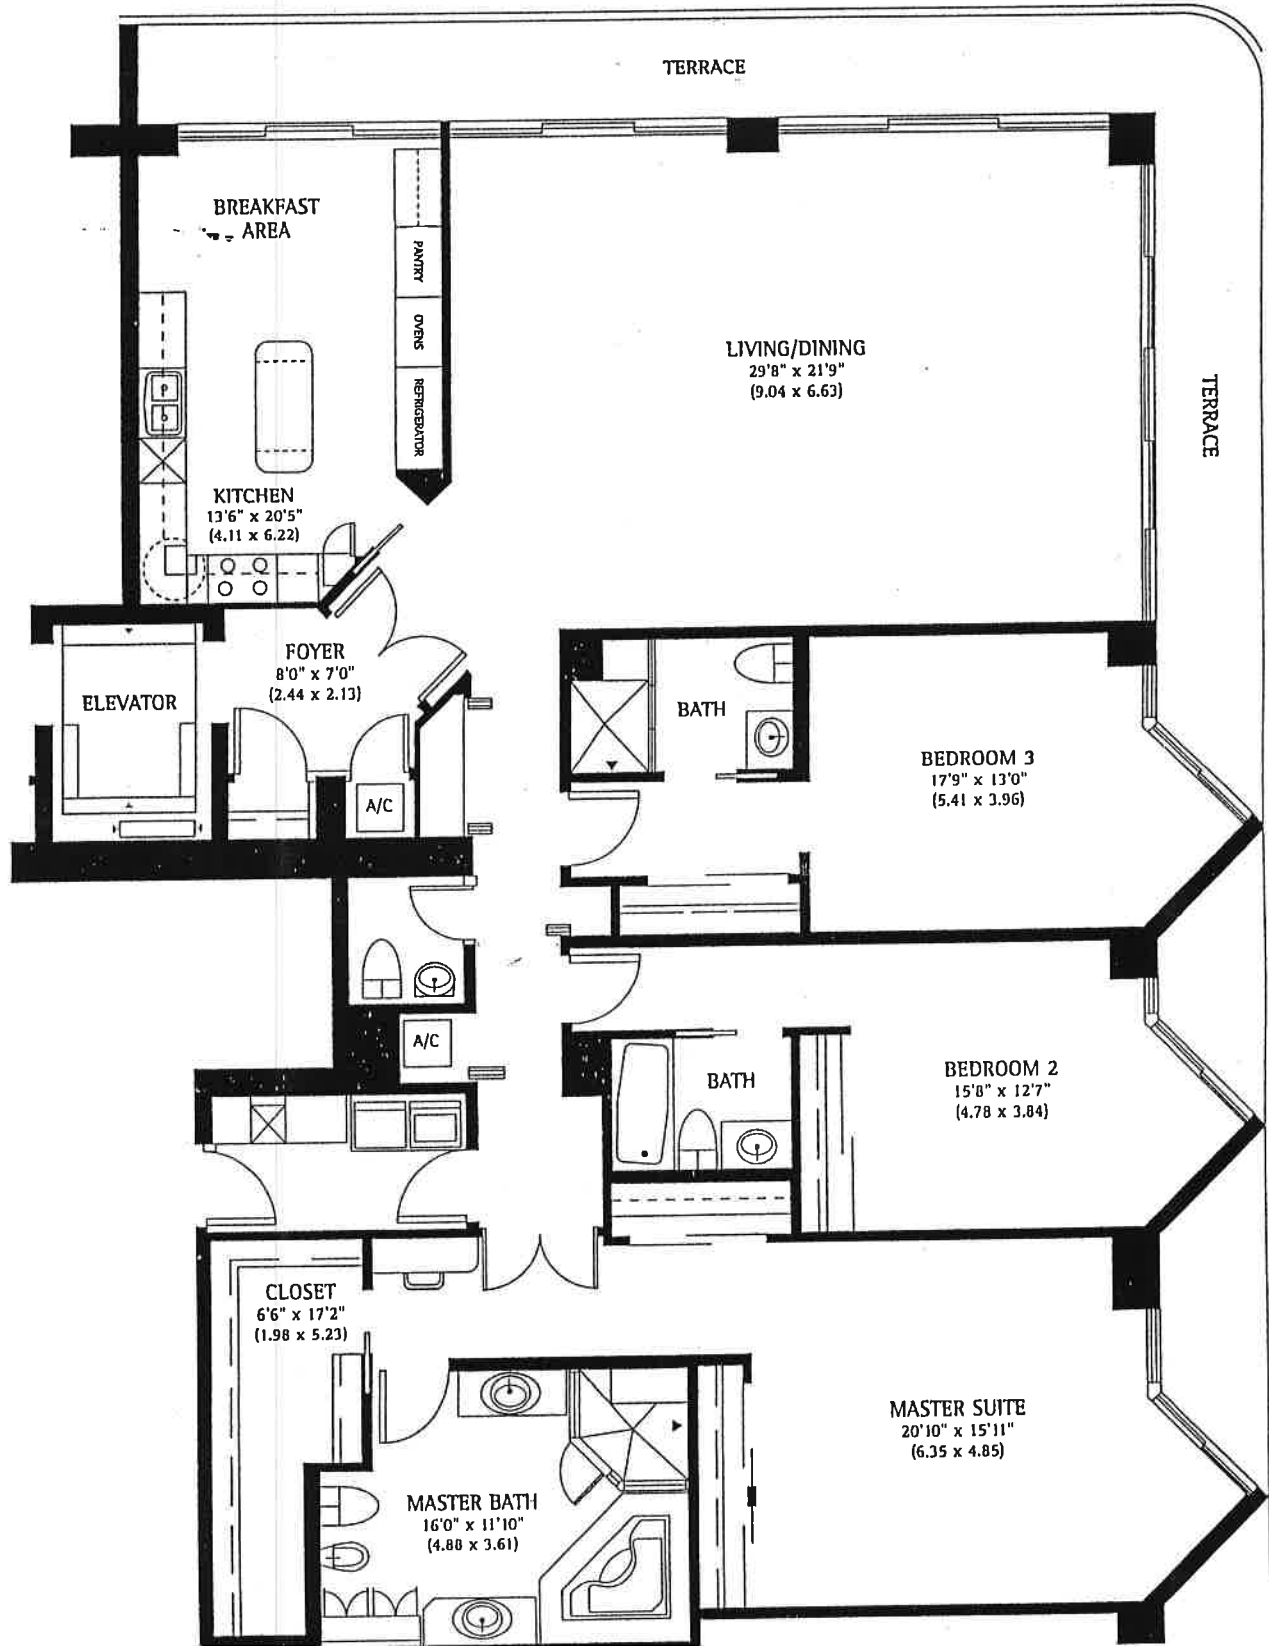 TERRACE
BREAKFAST
AREA
PANTRY
OVENS
REFRIGERATOR
LIVING/DINING
29'8" x 21'9"
(9.04 x 6.63)
TERRACE
KITCHEN
13'6" x 20'5"
(4.11 x 6.22)
FOYER
8'0" x 7'0"
(2.44 x 2.13)
ELEVATOR
BATH
BEDROOM 3
17'9" x 13'0"
(5.41 x 3.96)
A/C
A/C
BATH
BEDROOM 2
15'8" x 12'7"
(4.78 x 3.84)
CLOSET
6'6" x 17'2"
(1.98 x 5.23)
MASTER SUITE
20'10" x 15'11"
(6.35 x 4.85)
MASTER BATH
16'0" x 11'10"
(4.88 x 3.61)